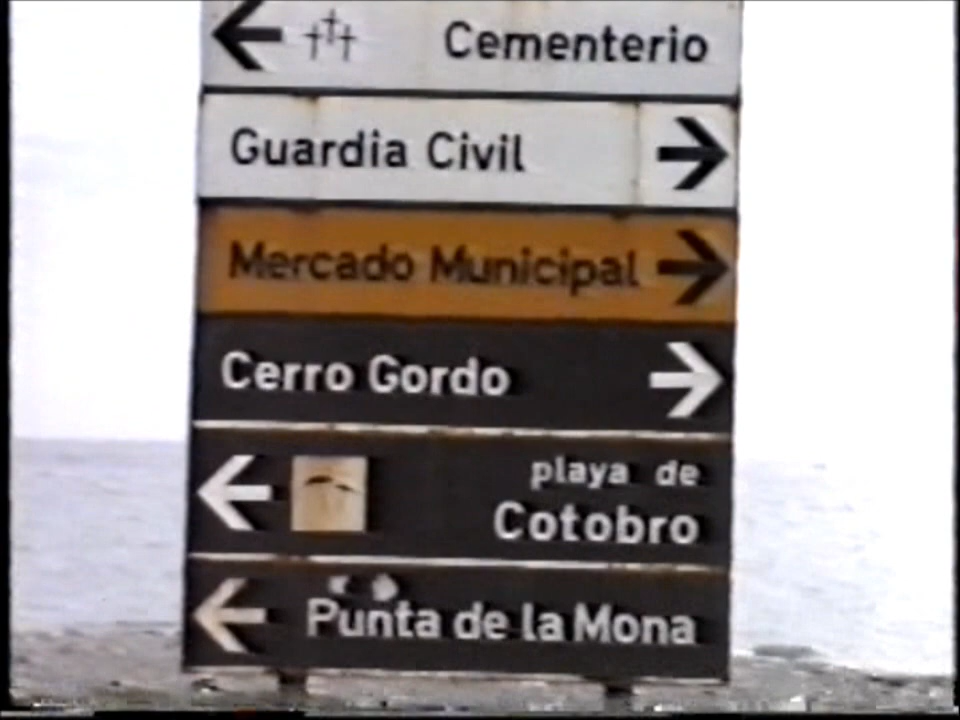 Cementerio
Guardia Civil
Mercado Municipal
Cerro Gordo
playa de
Cotobro
Punta de la Mona